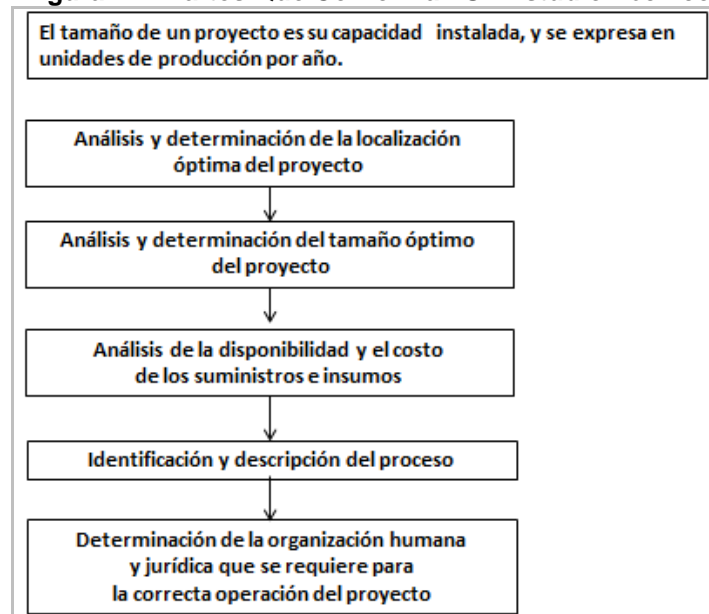 El tamaño de un proyecto es su capacidad instalada, y se expresa en
unidades de producción por año.
Análisis y determinación de la localización
óptima del proyecto
Análisis y determinación del tamaño óptimo
del proyecto
Análisis de la disponibilidad y el costo
de los suministros e insumos
Identificación y descripción del proceso
Determinación de la organización humana
y jurídica que se requiere para
la correcta operación del proyecto